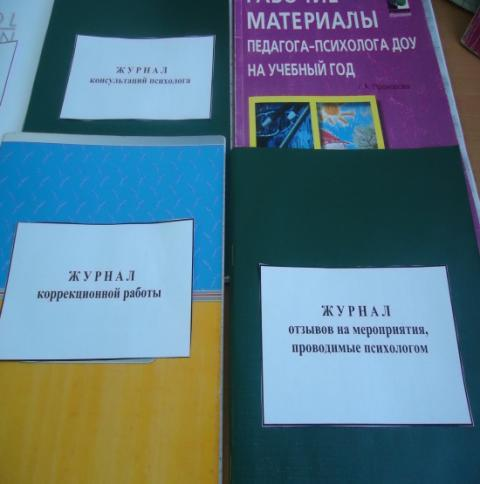 ЖУРНАЛ
консультаций психолога
РАБОЧИЕ
МАТЕРИАЛЫ
ПЕДАГОГА-ПСИХОЛОГА ДОУ
НА УЧЕБНЫЙ ГОД
ЖУРНАЛ
коррекционной работы
ЖУРНАЛ
отзывов на мероприятия,
проводимые психологом